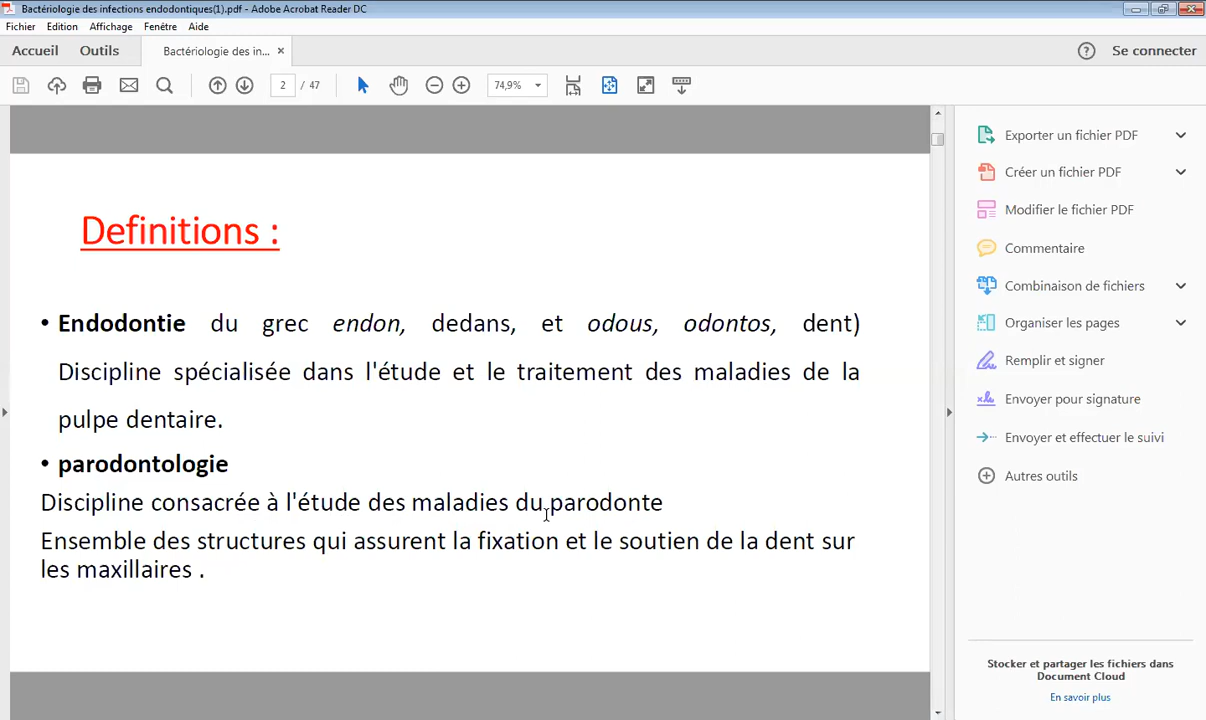 Bactériologie des infections endodontiques(1).pdf - Adobe Acrobat Reader DC
Fichier Edition Affichage Fenêtre Aide
Accueil Outils Bactériologie des in... × Se connecter
2 / 47 74,9%
Definitions :
• Endodontie du grec endon, dedans, et odous, odontos, dent)
Discipline spécialisée dans l'étude et le traitement des maladies de la
pulpe dentaire.
• parodontologie
Discipline consacrée à l'étude des maladies du parodonte
Ensemble des structures qui assurent la fixation et le soutien de la dent sur
les maxillaires .
Exporter un fichier PDF
Créer un fichier PDF
Modifier le fichier PDF
Commentaire
Combinaison de fichiers
Organiser les pages
Remplir et signer
Envoyer pour signature
Envoyer et effectuer le suivi
Autres outils
Stocker et partager les fichiers dans
Document Cloud
En savoir plus